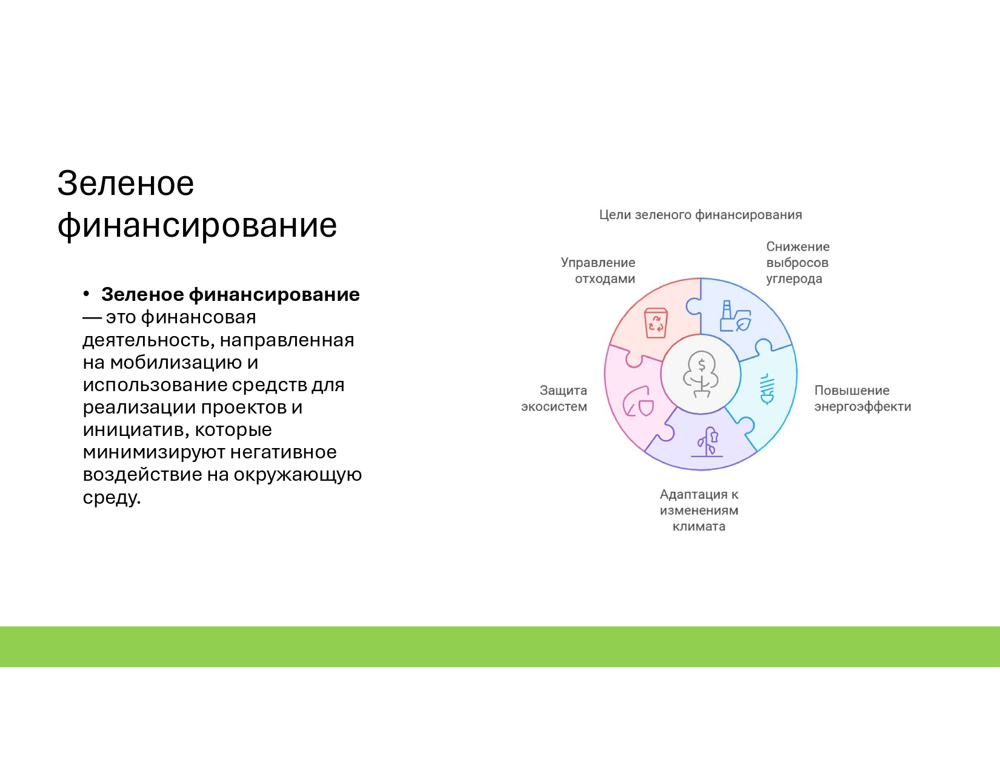 Зеленое
финансирование
• Зеленое финансирование
— это финансовая
деятельность, направленная
на мобилизацию и
использование средств для
реализации проектов и
инициатив, которые
минимизируют негативное
воздействие на окружающую
среду.
Цели зеленого финансирования
Управление
отходами
Снижение
выбросов
углерода
Защита
экосистем
Повышение
энергоэффекти
Адаптация к
изменениям
климата
$